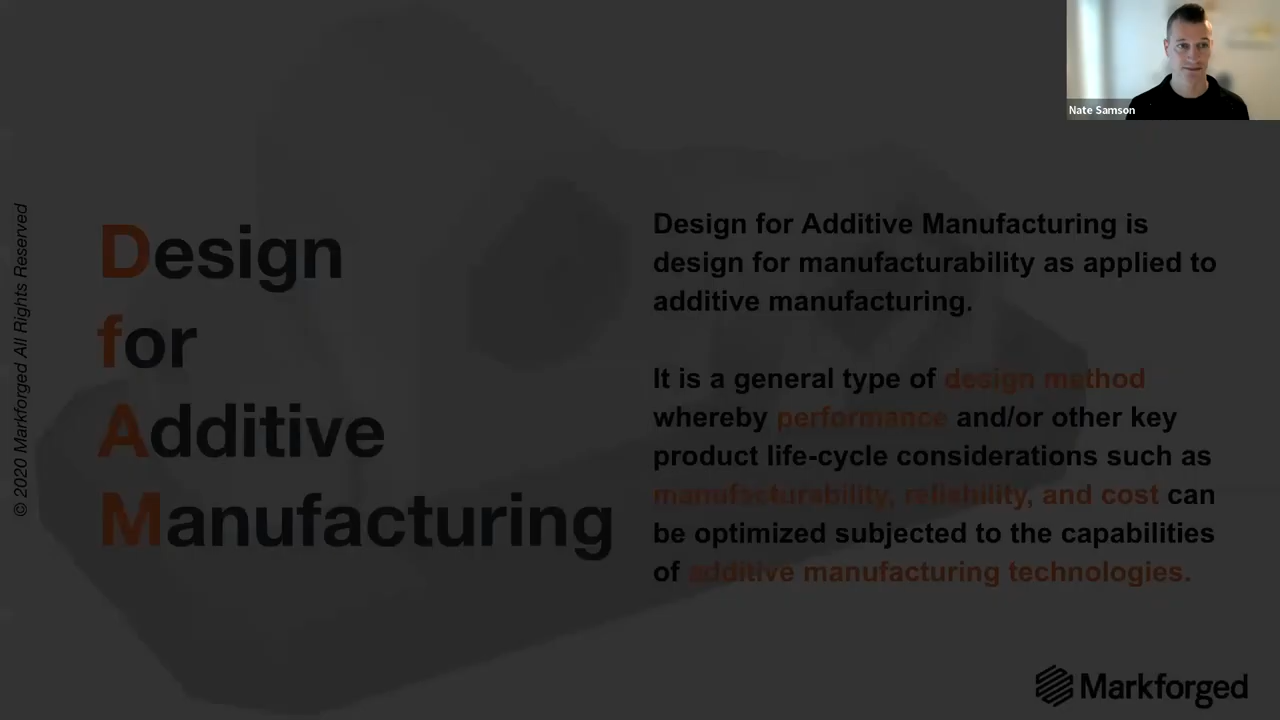 Nate Samson
© 2020 Markforged All Rights Reserved
Design
for
Additive
Manufacturing
Design for Additive Manufacturing is
design for manufacturability as applied to
additive manufacturing.
It is a general type of design method
whereby performance and/or other key
product life-cycle considerations such as
manufacturability, reliability, and cost can
be optimized subjected to the capabilities
of additive manufacturing technologies.
Markforged